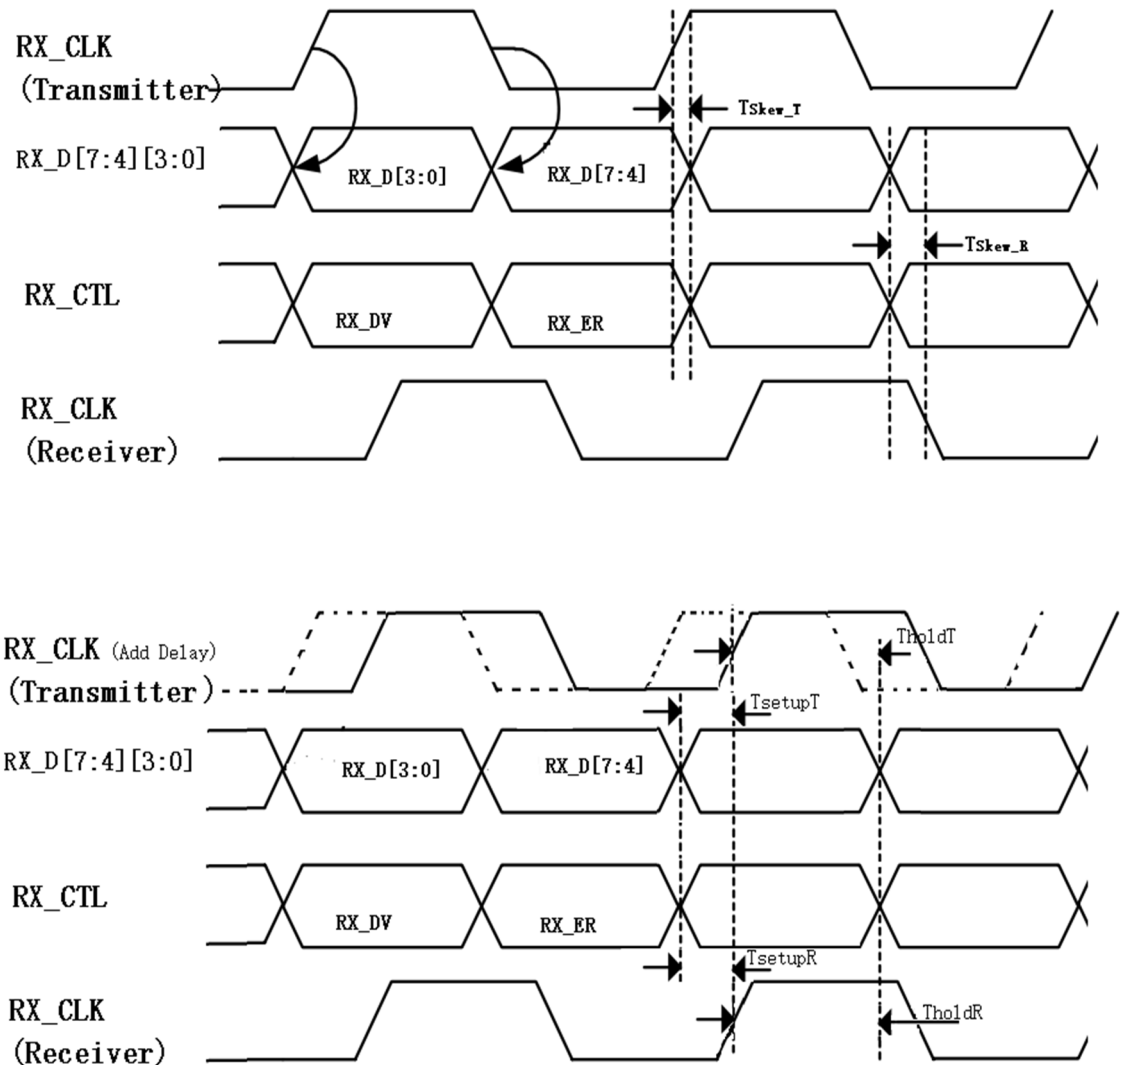 RX_CLK
(Transmitter)
Tskew_T
RX_D[7:4][3:0]
RX_D[3:0]
RX_D[7:4]
Tskew_R
RX_CTL
RX_DV
RX_ER
RX_CLK
(Receiver)
RX_CLK (Add Delay)
(Transmitter)
TholdT
TsetupT
RX_D[7:4][3:0]
RX_D[3:0]
RX_D[7:4]
RX_CTL
RX_DV
RX_ER
TsetupR
RX_CLK
(Receiver)
TholdR